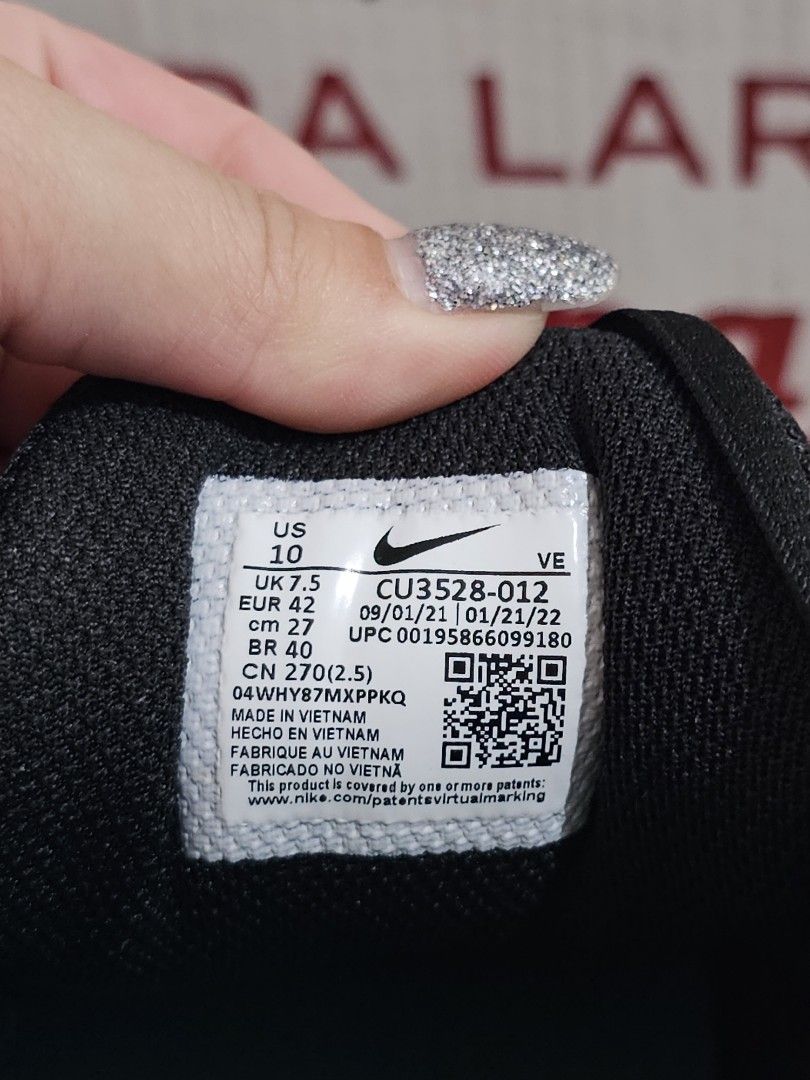 RA LAR
US
10
VE
UK 7.5
EUR 42
cm 27
BR 40
CN 270(2.5)
CU3528-012
09/01/21 | 01/21/22
UPC 00195866099180
04WHY87MXPPKQ
MADE IN VIETNAM
HECHO EN VIETNAM
FABRIQUE AU VIETNAM
FABRICADO NO VIETNÃ
This product is covered by one or more patents:
www.nike.com/patentsvirtualmarking